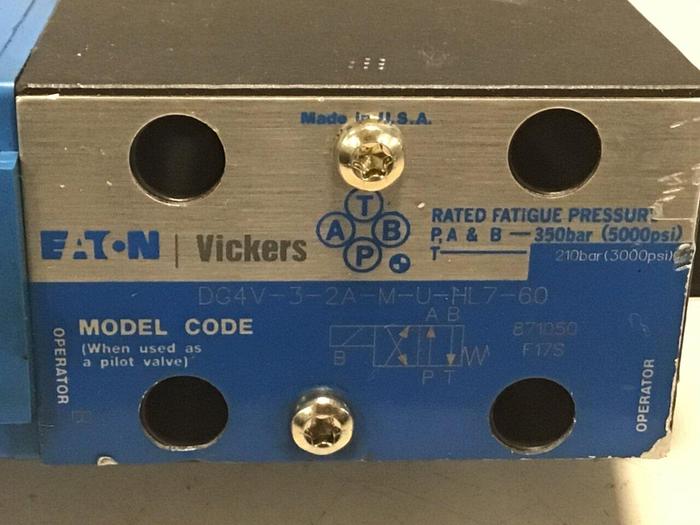 Made in U.S.A.
EATON | Vickers
T
A B
P
RATED FATIGUE PRESSURE
P, A & B — 350bar (5000psi)
T — 210bar (3000psi)
DG4V-3-2A-M-U-HL7-60
MODEL CODE
(When used as
a pilot valve)
A B
B
P T
871050
F17S
OPERATOR B
OPERATOR